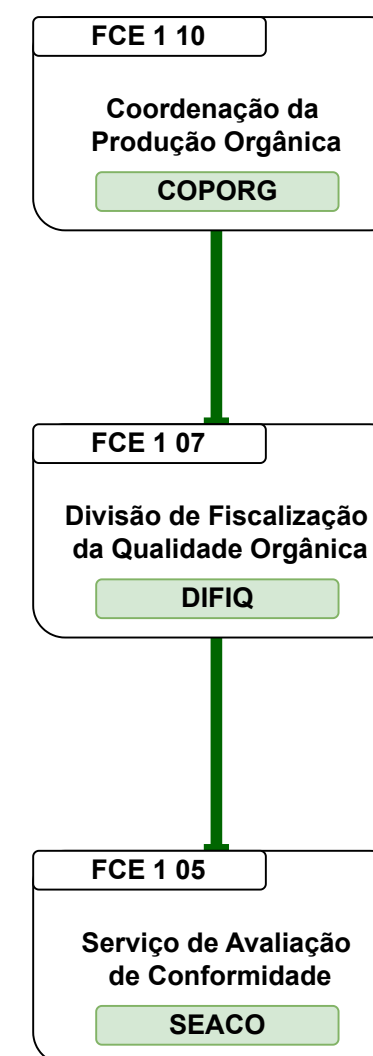 FCE 1 10
Coordenação da
Produção Orgânica
COPORG
FCE 1 07
Divisão de Fiscalização
da Qualidade Orgânica
DIFIQ
FCE 1 05
Serviço de Avaliação
de Conformidade
SEACO